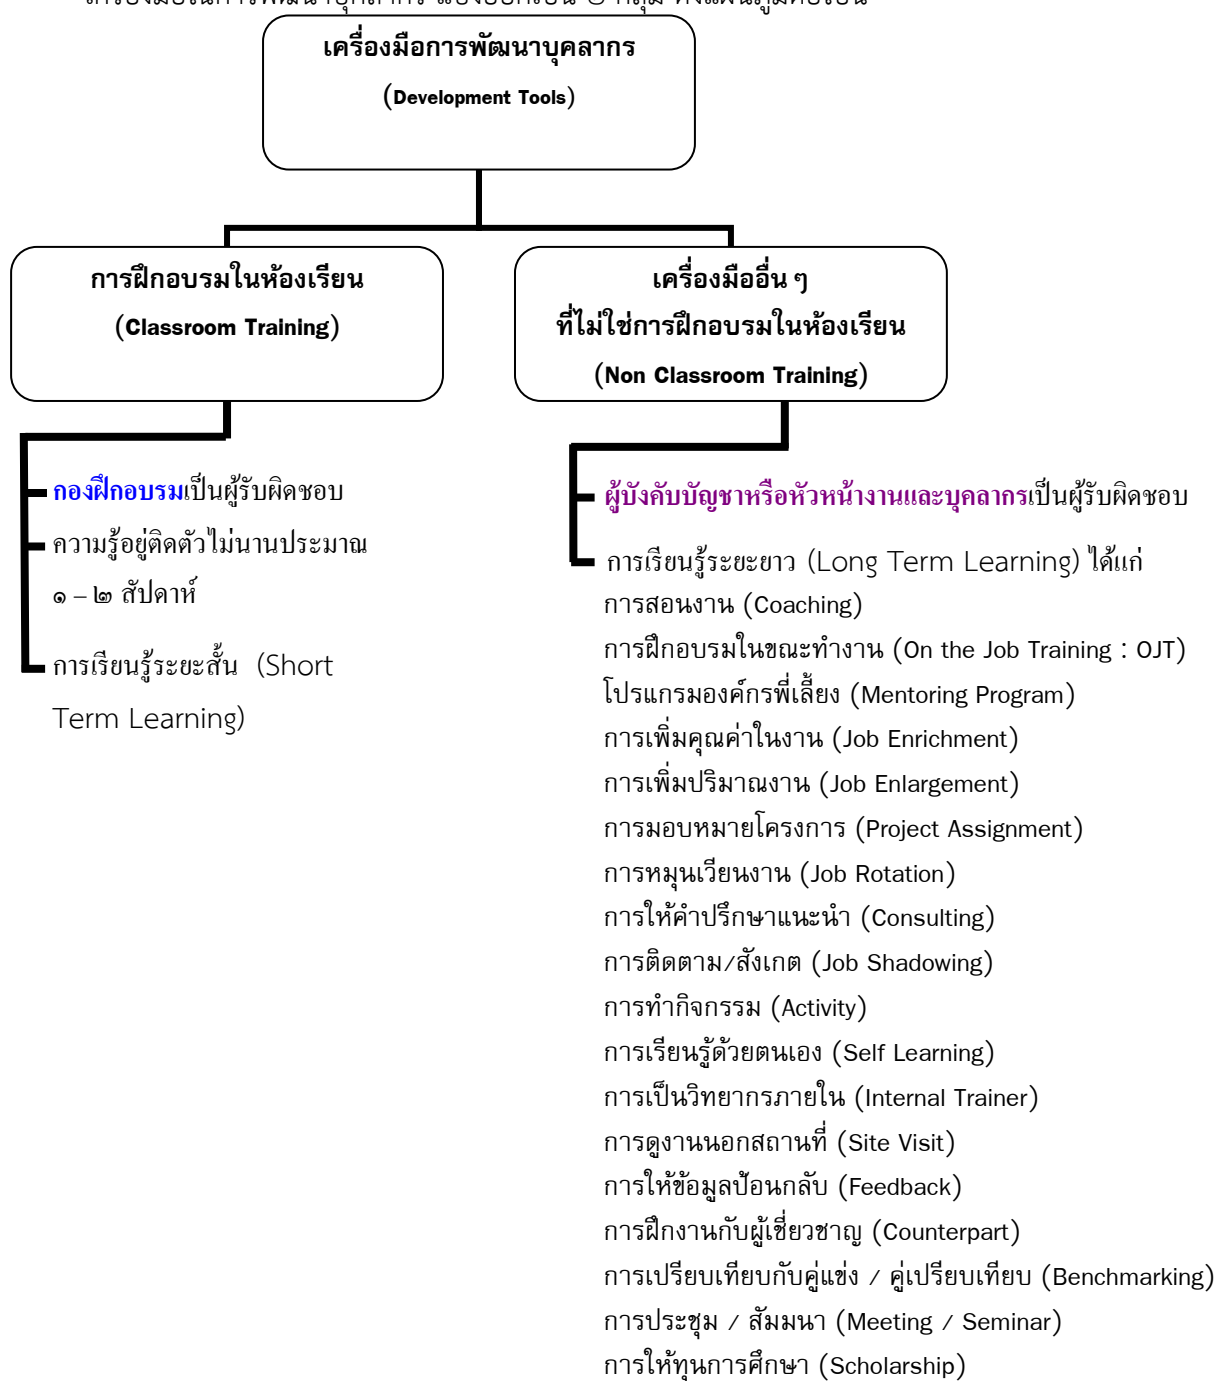 เครื่องมือการพัฒนาบุคลากร
(Development Tools)
การฝึกอบรมในห้องเรียน
(Classroom Training)
เครื่องมืออื่น ๆ
ที่ไม่ใช่การฝึกอบรมในห้องเรียน
(Non Classroom Training)
กองฝึกอบรมเป็นผู้รับผิดชอบ
ความรู้อยู่ติดตัวไม่นานประมาณ
๑ – ๒ สัปดาห์
การเรียนรู้ระยะสั้น (Short
Term Learning)
ผู้บังคับบัญชาหรือหัวหน้างานและบุคลากรเป็นผู้รับผิดชอบ
การเรียนรู้ระยะยาว (Long Term Learning) ได้แก่
การสอนงาน (Coaching)
การฝึกอบรมในขณะทำงาน (On the Job Training : OJT)
โปรแกรมองค์กรพี่เลี้ยง (Mentoring Program)
การเพิ่มคุณค่าในงาน (Job Enrichment)
การเพิ่มปริมาณงาน (Job Enlargement)
การมอบหมายโครงการ (Project Assignment)
การหมุนเวียนงาน (Job Rotation)
การให้คำปรึกษาแนะนำ (Consulting)
การติดตาม/สังเกต (Job Shadowing)
การทำกิจกรรม (Activity)
การเรียนรู้ด้วยตนเอง (Self Learning)
การเป็นวิทยากรภายใน (Internal Trainer)
การดูงานนอกสถานที่ (Site Visit)
การให้ข้อมูลป้อนกลับ (Feedback)
การฝึกงานกับผู้เชี่ยวชาญ (Counterpart)
การเปรียบเทียบกับคู่แข่ง / คู่เปรียบเทียบ (Benchmarking)
การประชุม / สัมมนา (Meeting / Seminar)
การให้ทุนการศึกษา (Scholarship)